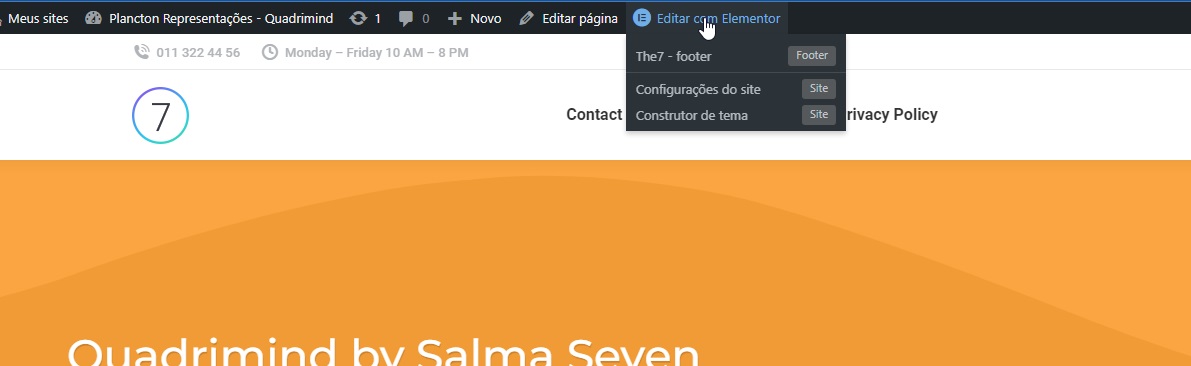 Meus sites Plancton Representações - Quadrimind 1 0 Novo Editar página Editar com Elementor
The7 - footer Footer
Configurações do site Site
Construtor de tema Site
011 322 44 56 Monday – Friday 10 AM – 8 PM
7
Contact rivacy Policy
Quadrimind by Salma Seven